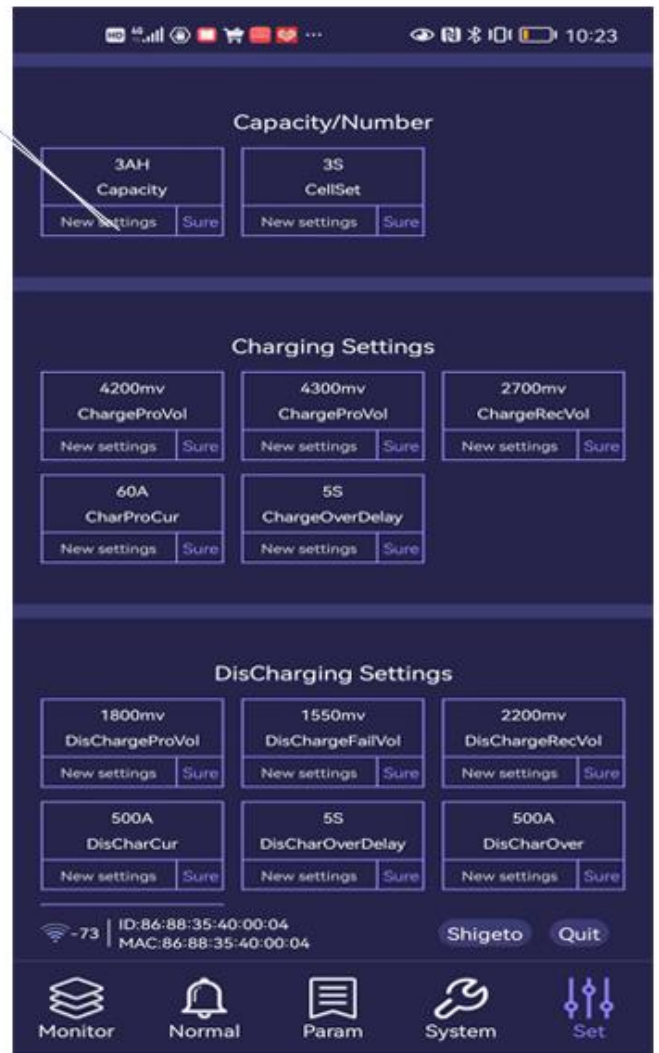 HD 4G 10:23
Capacity/Number
3AH 3S
Capacity CellSet
New settings Sure New settings Sure
Charging Settings
4200mv 4300mv 2700mv
ChargeProVol ChargeProVol ChargeRecVol
New settings Sure New settings Sure New settings Sure
60A 5S
CharProCur ChargeOverDelay
New settings Sure New settings Sure
DisCharging Settings
1800mv 1550mv 2200mv
DisChargeProVol DisChargeFailVol DisChargeRecVol
New settings Sure New settings Sure New settings Sure
500A 5S 500A
DisCharCur DisCharOverDelay DisCharOver
New settings Sure New settings Sure New settings Sure
-73 ID:86:88:35:40:00:04
MAC:86:88:35:40:00:04
Shigeto Quit
Monitor Normal Param System Set